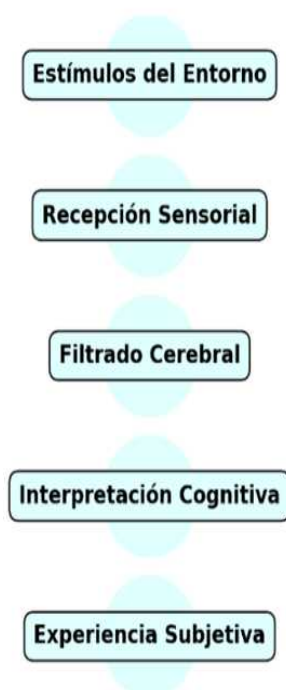 Estímulos del Entorno
Recepción Sensorial
Filtrado Cerebral
Interpretación Cognitiva
Experiencia Subjetiva